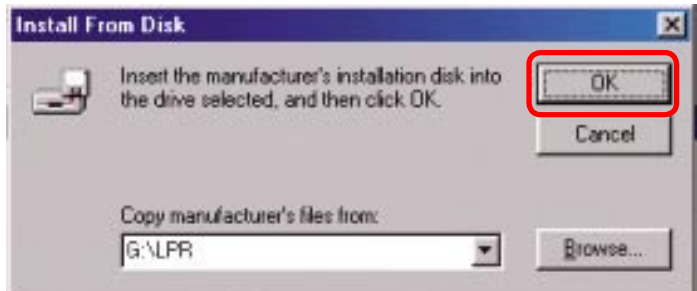 Install From Disk
Insert the manufacturer's installation disk into
the drive selected, and then click OK.
OK
Cancel
Copy manufacturer's files from:
G:\LPR
Browse...